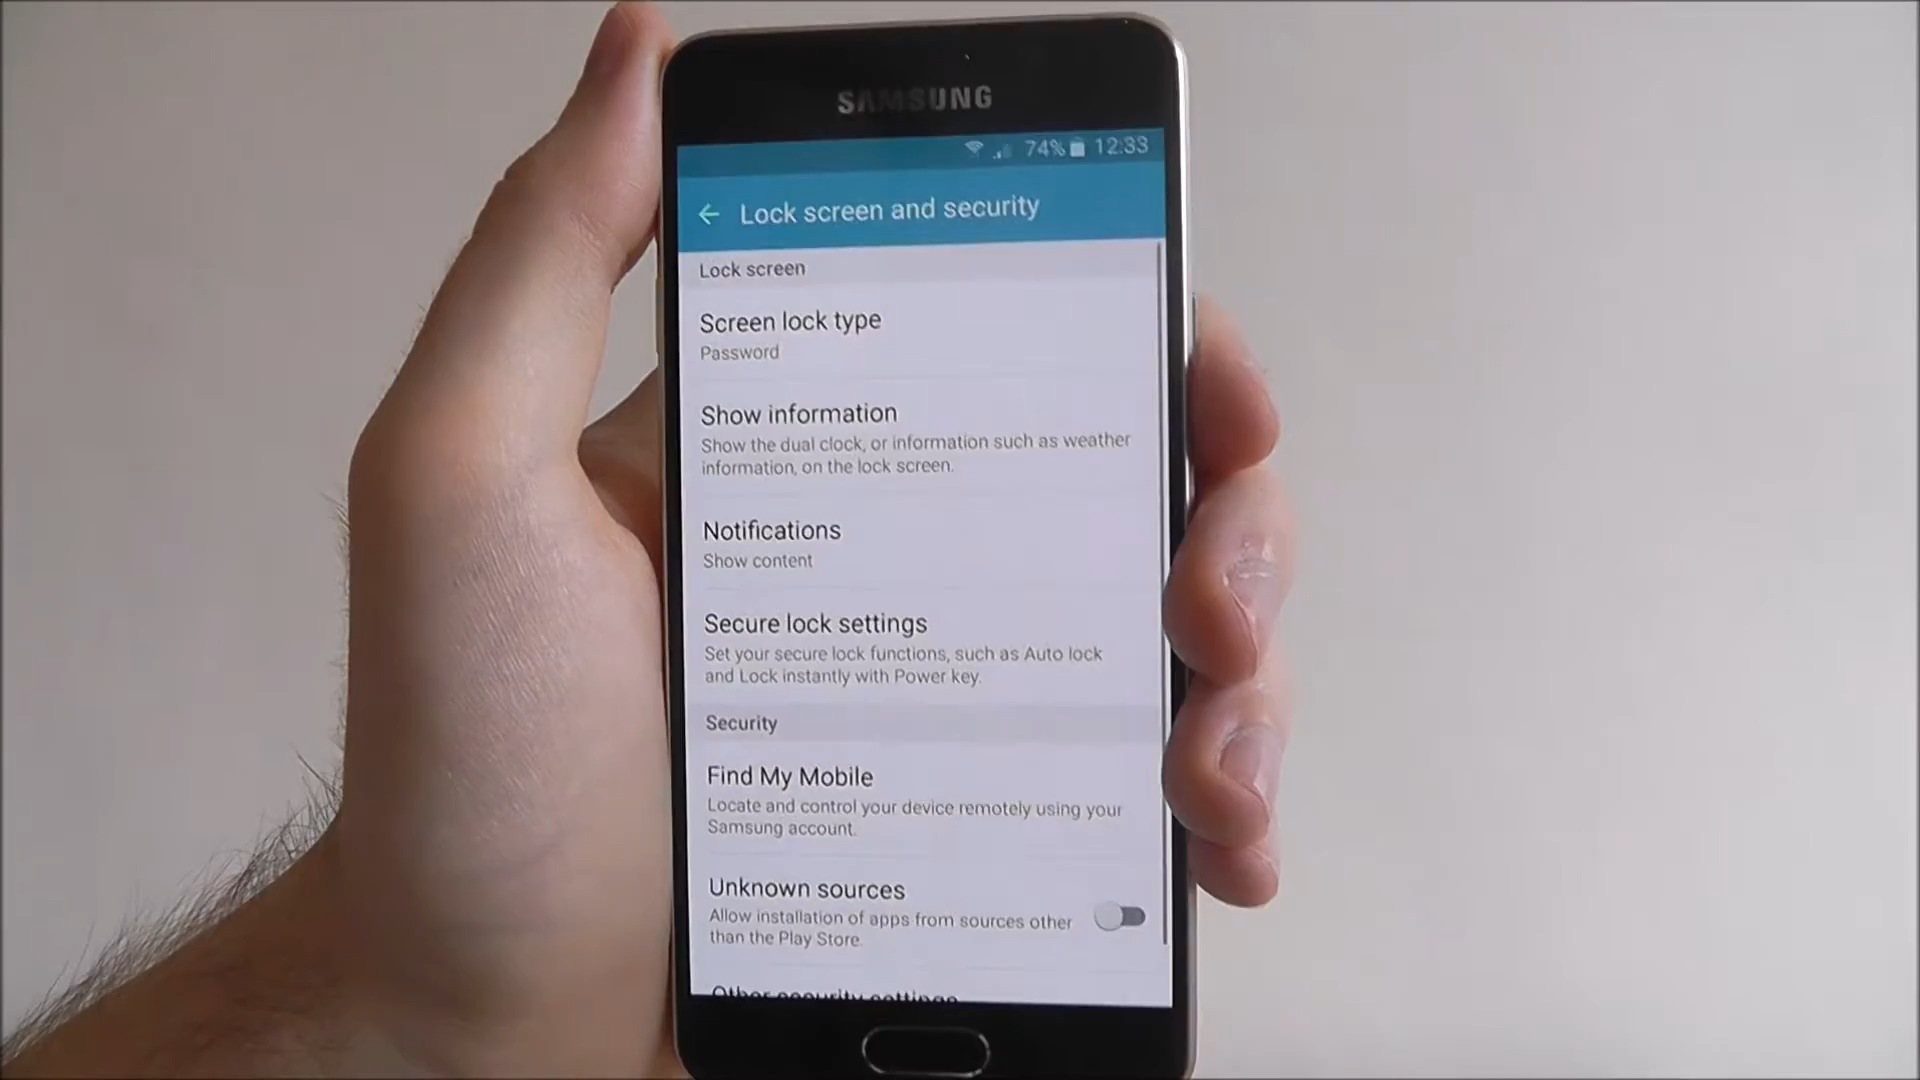 SAMSUNG
74% 12:33
Lock screen and security
Lock screen
Screen lock type
Password
Show information
Show the dual clock, or information such as weather
information, on the lock screen.
Notifications
Show content
Secure lock settings
Set your secure lock functions, such as Auto lock
and Lock instantly with Power key.
Security
Find My Mobile
Locate and control your device remotely using your
Samsung account.
Unknown sources
Allow installation of apps from sources other
than the Play Store.
Other security settings